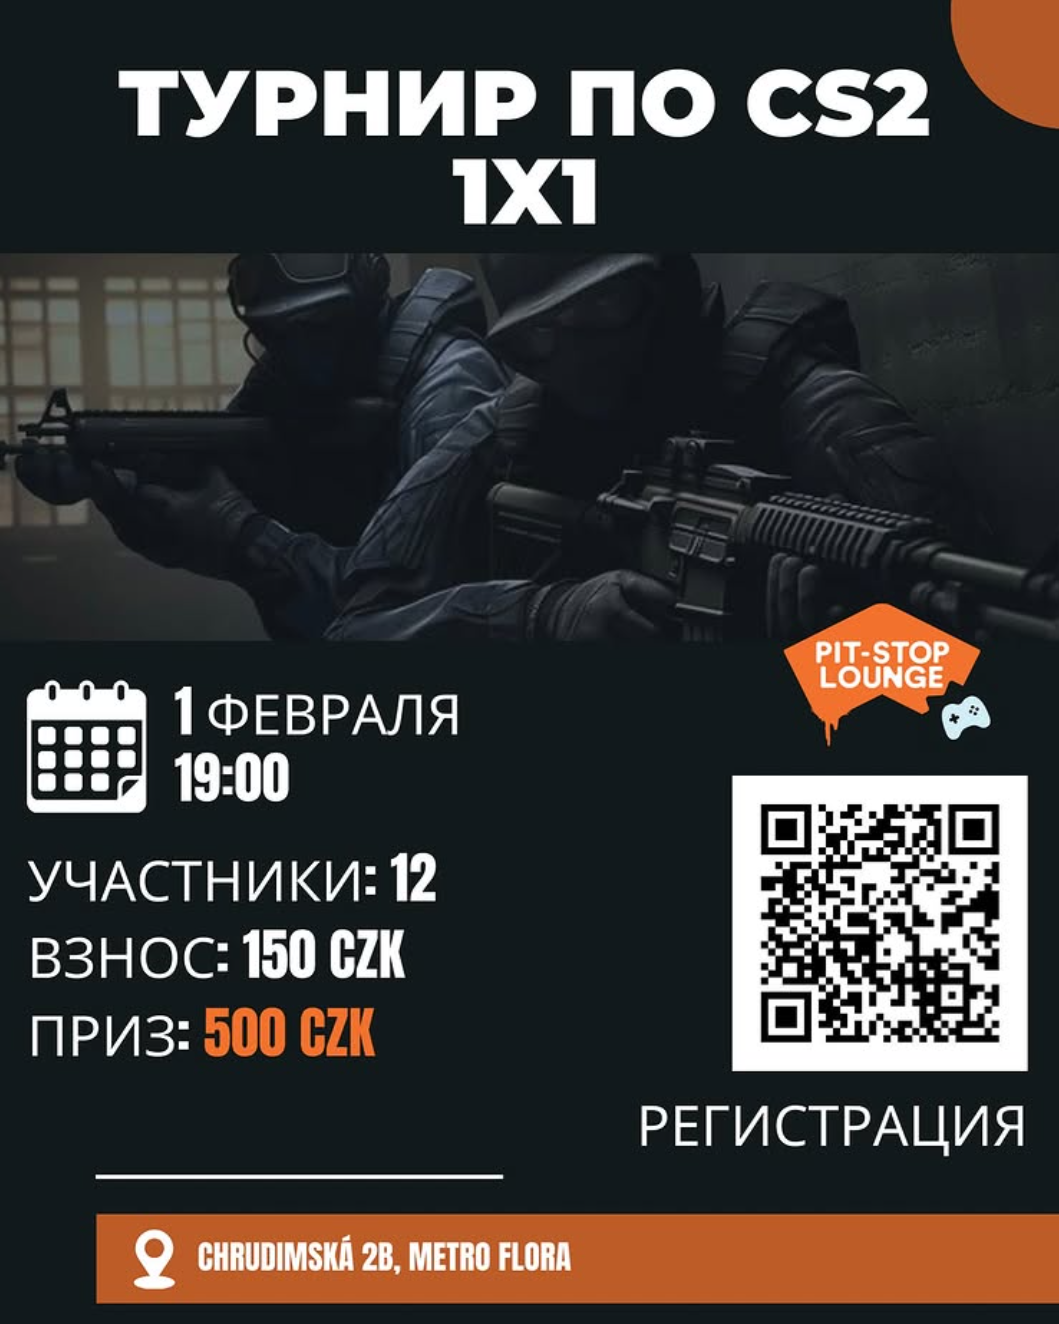 ТУРНИР ПО CS2
1X1
PIT-STOP
LOUNGE
1 ФЕВРАЛЯ
19:00
УЧАСТНИКИ: 12
ВЗНОС: 150 CZK
ПРИЗ: 500 CZK
РЕГИСТРАЦИЯ
CHRUDIMSKÁ 2B, METRO FLORA